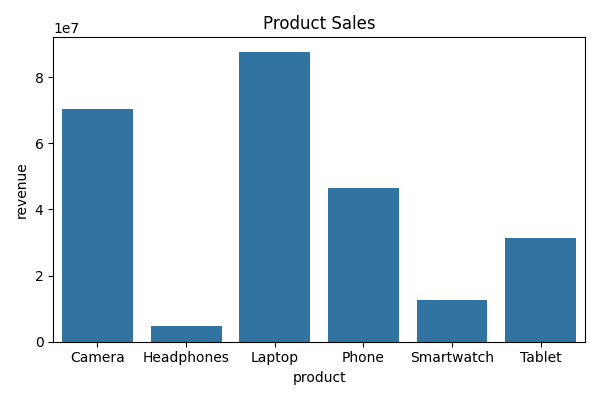 Product Sales
1e7
8
6
4
2
0
revenue
Camera Headphones Laptop Phone Smartwatch Tablet
product